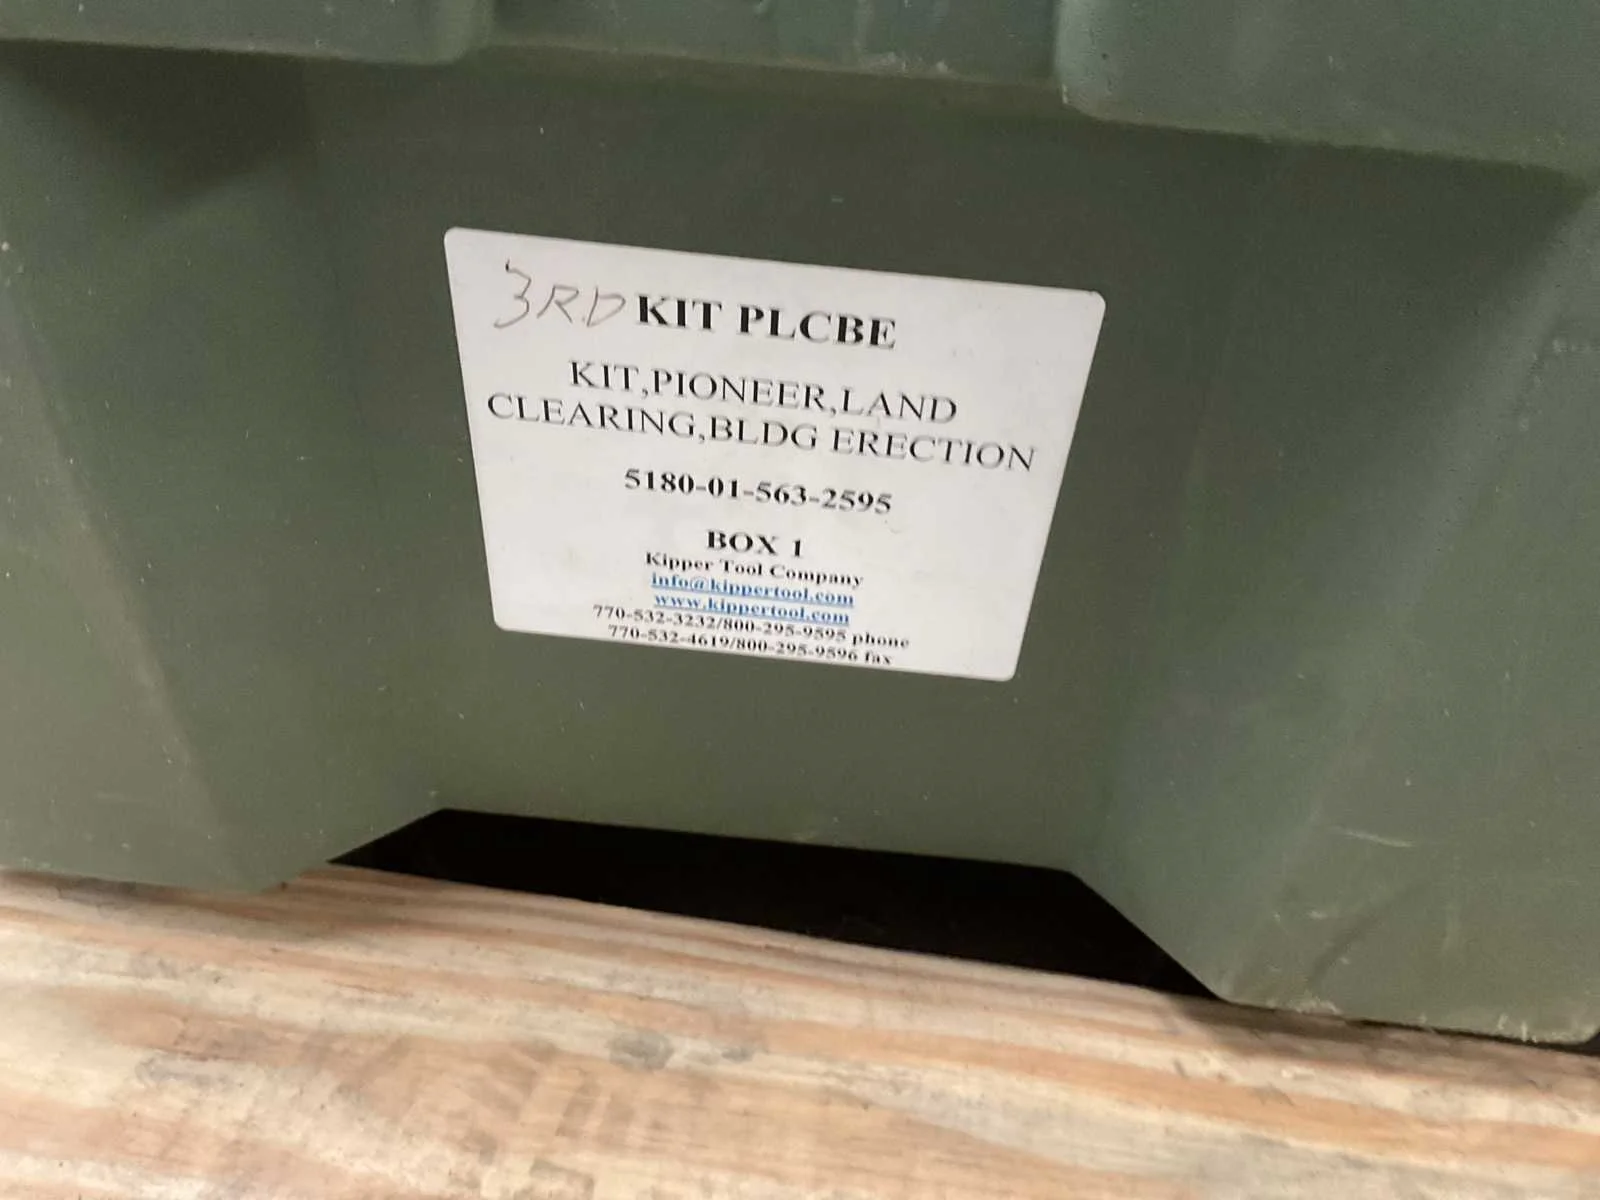 3RD KIT PLCBE
KIT,PIONEER,LAND
CLEARING,BLDG ERECTION
5180-01-563-2595
BOX 1
Kipper Tool Company
info@kippertool.com
www.kippertool.com
770-532-3232/800-295-9595 phone
770-532-4619/800-295-9596 fax